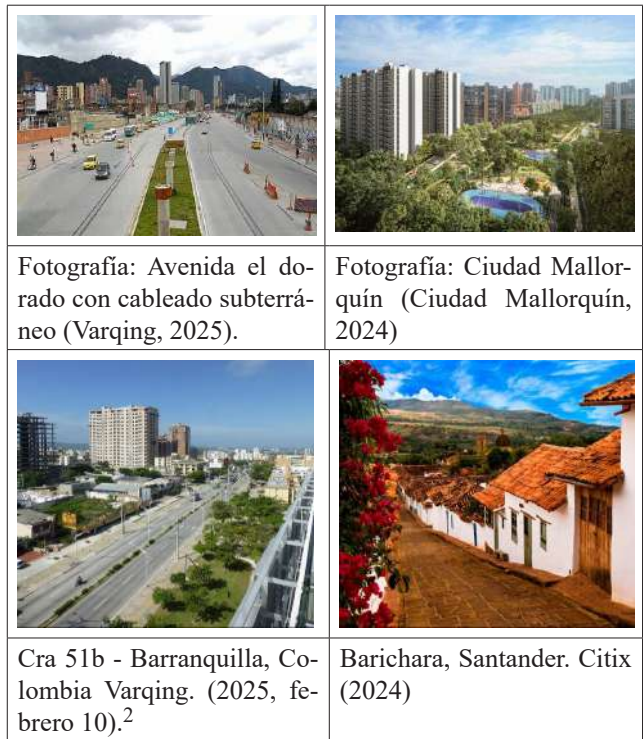 Fotografía: Avenida el do-
rado con cableado subterrá-
neo (Varqing, 2025).
Fotografía: Ciudad Mallor-
quín (Ciudad Mallorquín,
2024)
Cra 51b - Barranquilla, Co-
lombia Varqing. (2025, fe-
brero 10).2
Barichara, Santander. Citix
(2024)